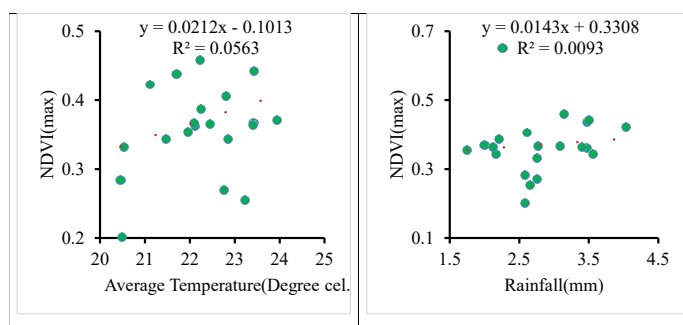 y = 0.0212x - 0.1013
R² = 0.0563
0.5
0.4
0.3
0.2
NDVI(max)
20 21 22 23 24 25
Average Temperature(Degree cel.
y = 0.0143x + 0.3308
R² = 0.0093
0.7
0.5
0.3
0.1
NDVI(max)
1.5 2.5 3.5 4.5
Rainfall(mm)